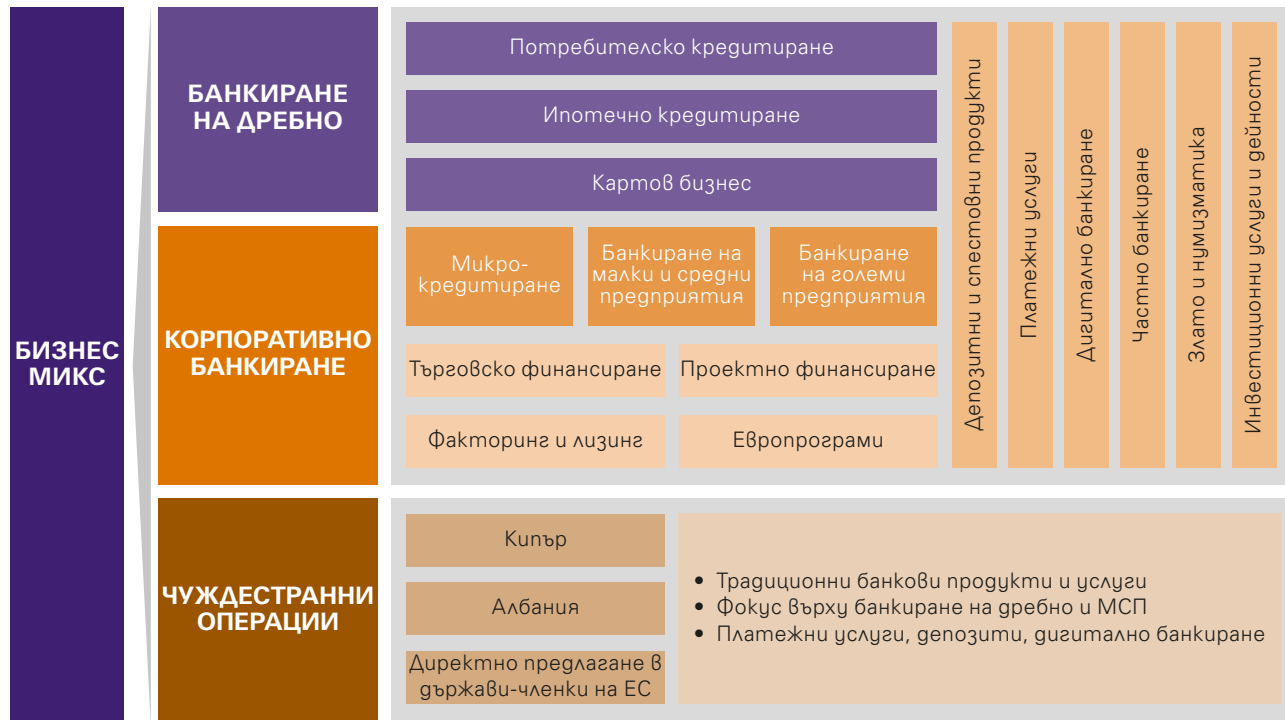 БИЗНЕС
МИКС
БАНКИРАНЕ
НА ДРЕБНО
Потребителско кредитиране
Ипотечно кредитиране
Картов бизнес
КОРПОРАТИВНО
БАНКИРАНЕ
Микро-
кредитиране
Банкиране на
малки и средни
предприятия
Банкиране
на големи
предприятия
Търговско финансиране
Проектно финансиране
Факторинг и лизинг
Европрограми
Депозитни и спестовни продукти
Платежни услуги
Дигитално банкиране
Частно банкиране
Злато и нумизматика
Инвестиционни услуги и дейности
ЧУЖДЕСТРАННИ
ОПЕРАЦИИ
Кипър
Албания
Директно предлагане в
държави-членки на ЕС
• Традиционни банкови продукти и услуги
• Фокус върху банкиране на дребно и МСП
• Платежни услуги, депозити, дигитално банкиране